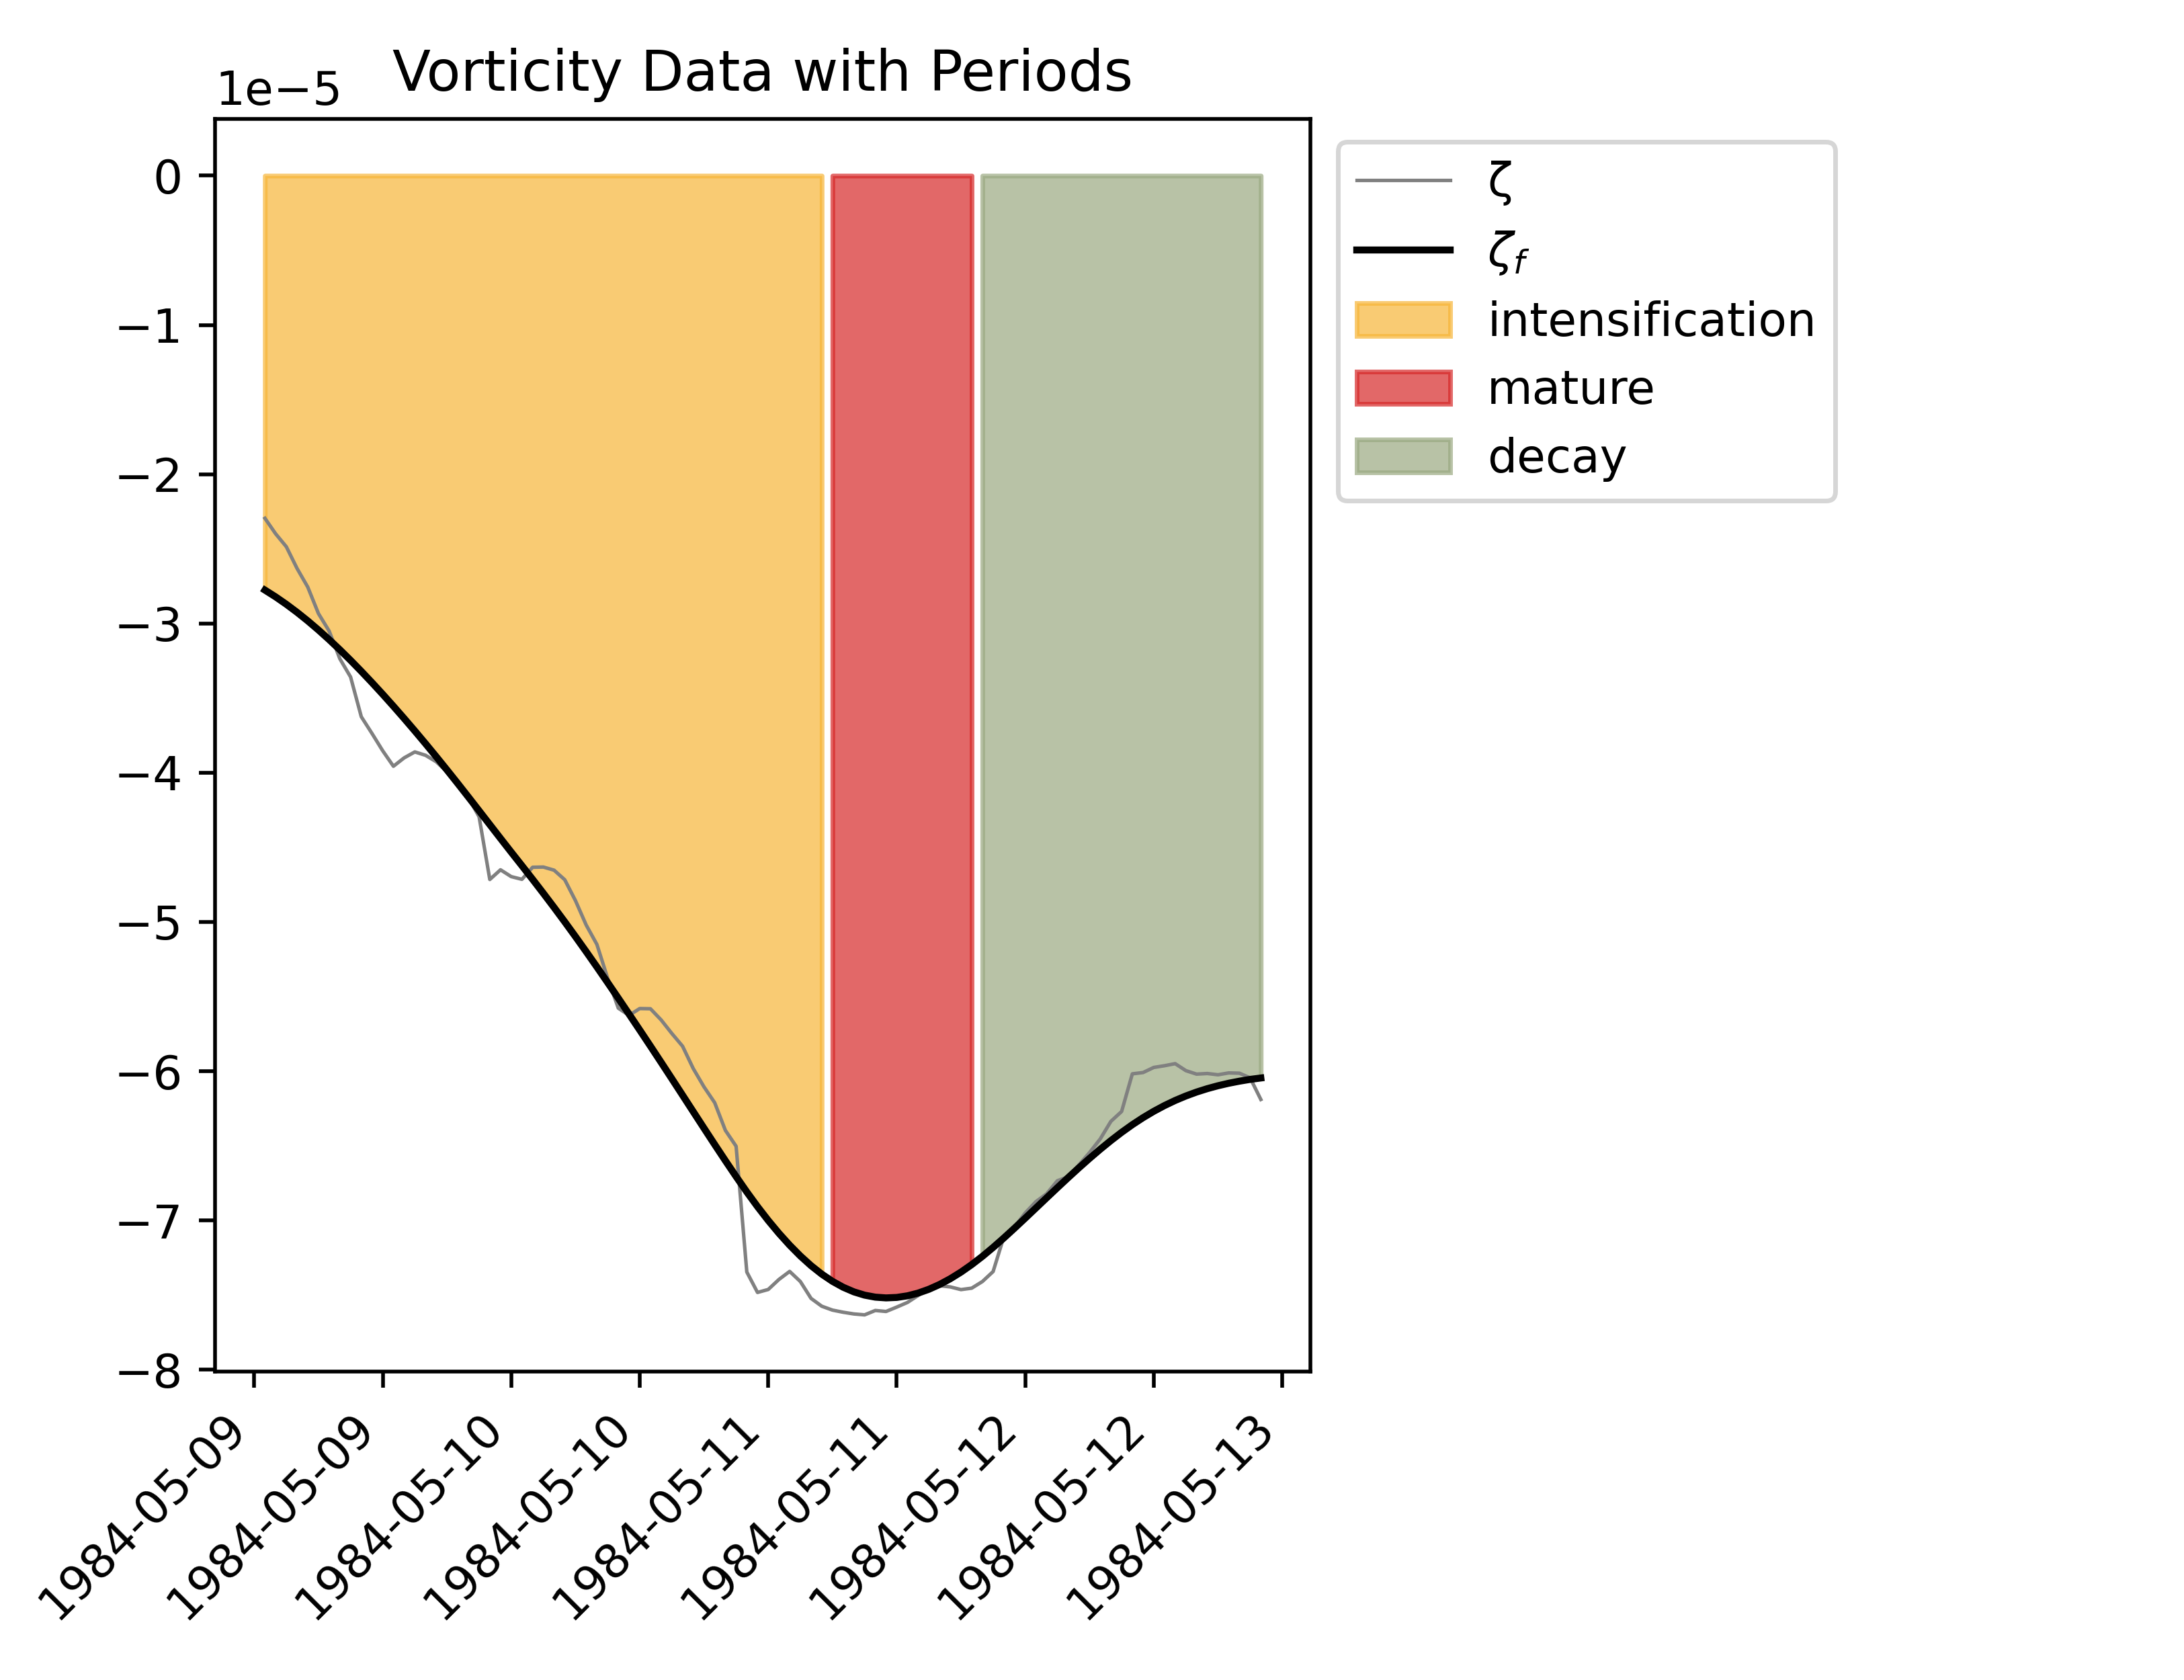 Vorticity Data with Periods
1e−5
0
−1
−2
−3
−4
−5
−6
−7
−8
1984-05-09
1984-05-09
1984-05-10
1984-05-10
1984-05-11
1984-05-11
1984-05-12
1984-05-12
1984-05-13
ζ
ζf
intensification
mature
decay